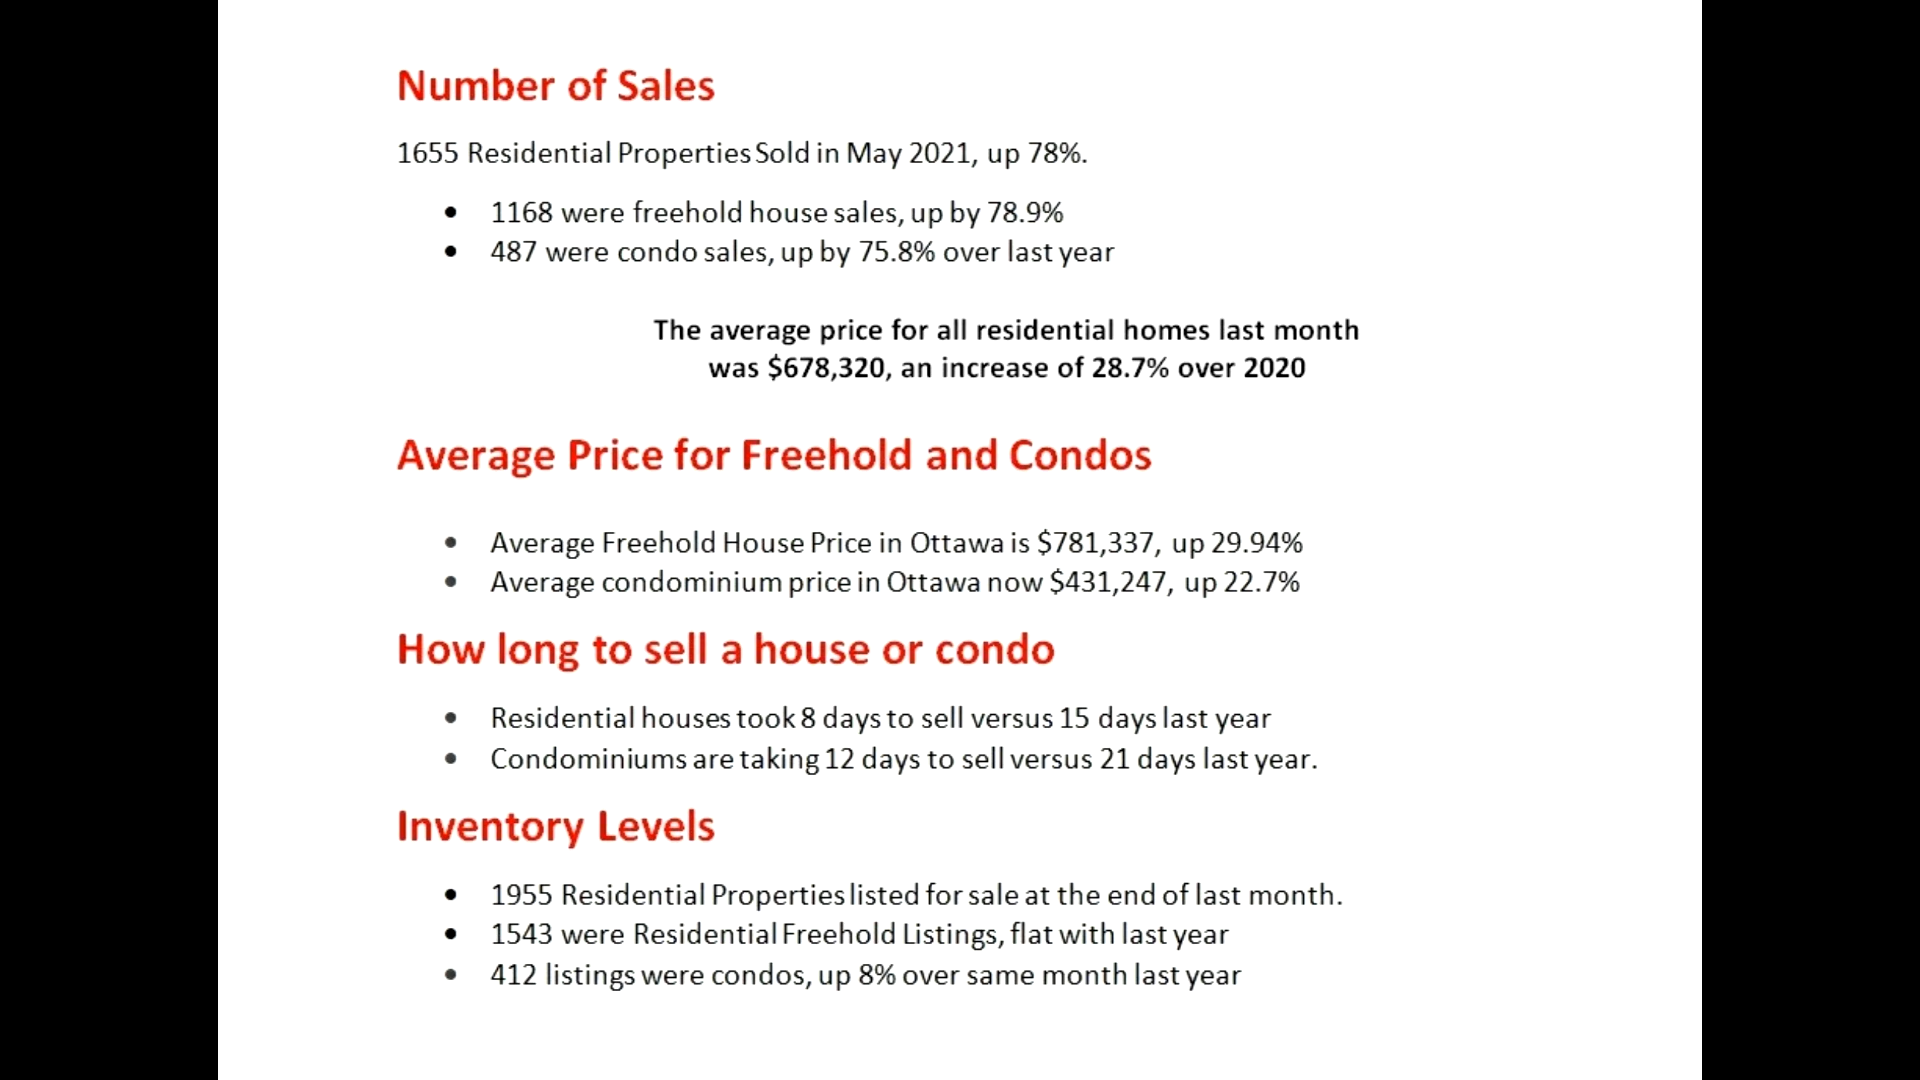 Number of Sales
1655 Residential Properties Sold in May 2021, up 78%.
• 1168 were freehold house sales, up by 78.9%
• 487 were condo sales, up by 75.8% over last year
The average price for all residential homes last month
was $678,320, an increase of 28.7% over 2020
Average Price for Freehold and Condos
• Average Freehold House Price in Ottawa is $781,337, up 29.94%
• Average condominium price in Ottawa now $431,247, up 22.7%
How long to sell a house or condo
• Residential houses took 8 days to sell versus 15 days last year
• Condominiums are taking 12 days to sell versus 21 days last year.
Inventory Levels
• 1955 Residential Properties listed for sale at the end of last month.
• 1543 were Residential Freehold Listings, flat with last year
• 412 listings were condos, up 8% over same month last year